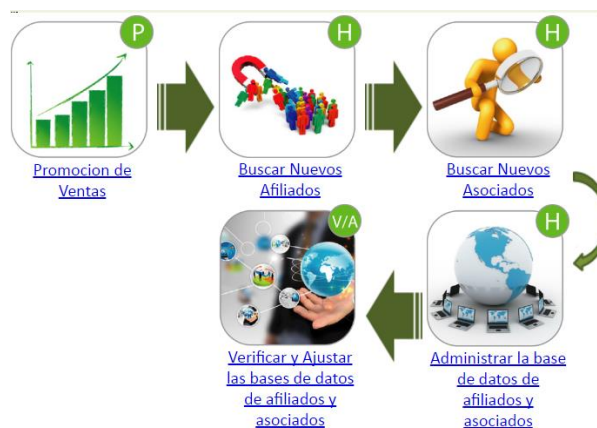 P
Promocion de
Ventas
H
Buscar Nuevos
Afiliados
H
Buscar Nuevos
Asociados
H
Administrar la base
de datos de
afiliados y
asociados
V/A
Verificar y Ajustar
las bases de datos
de afiliados y
asociados